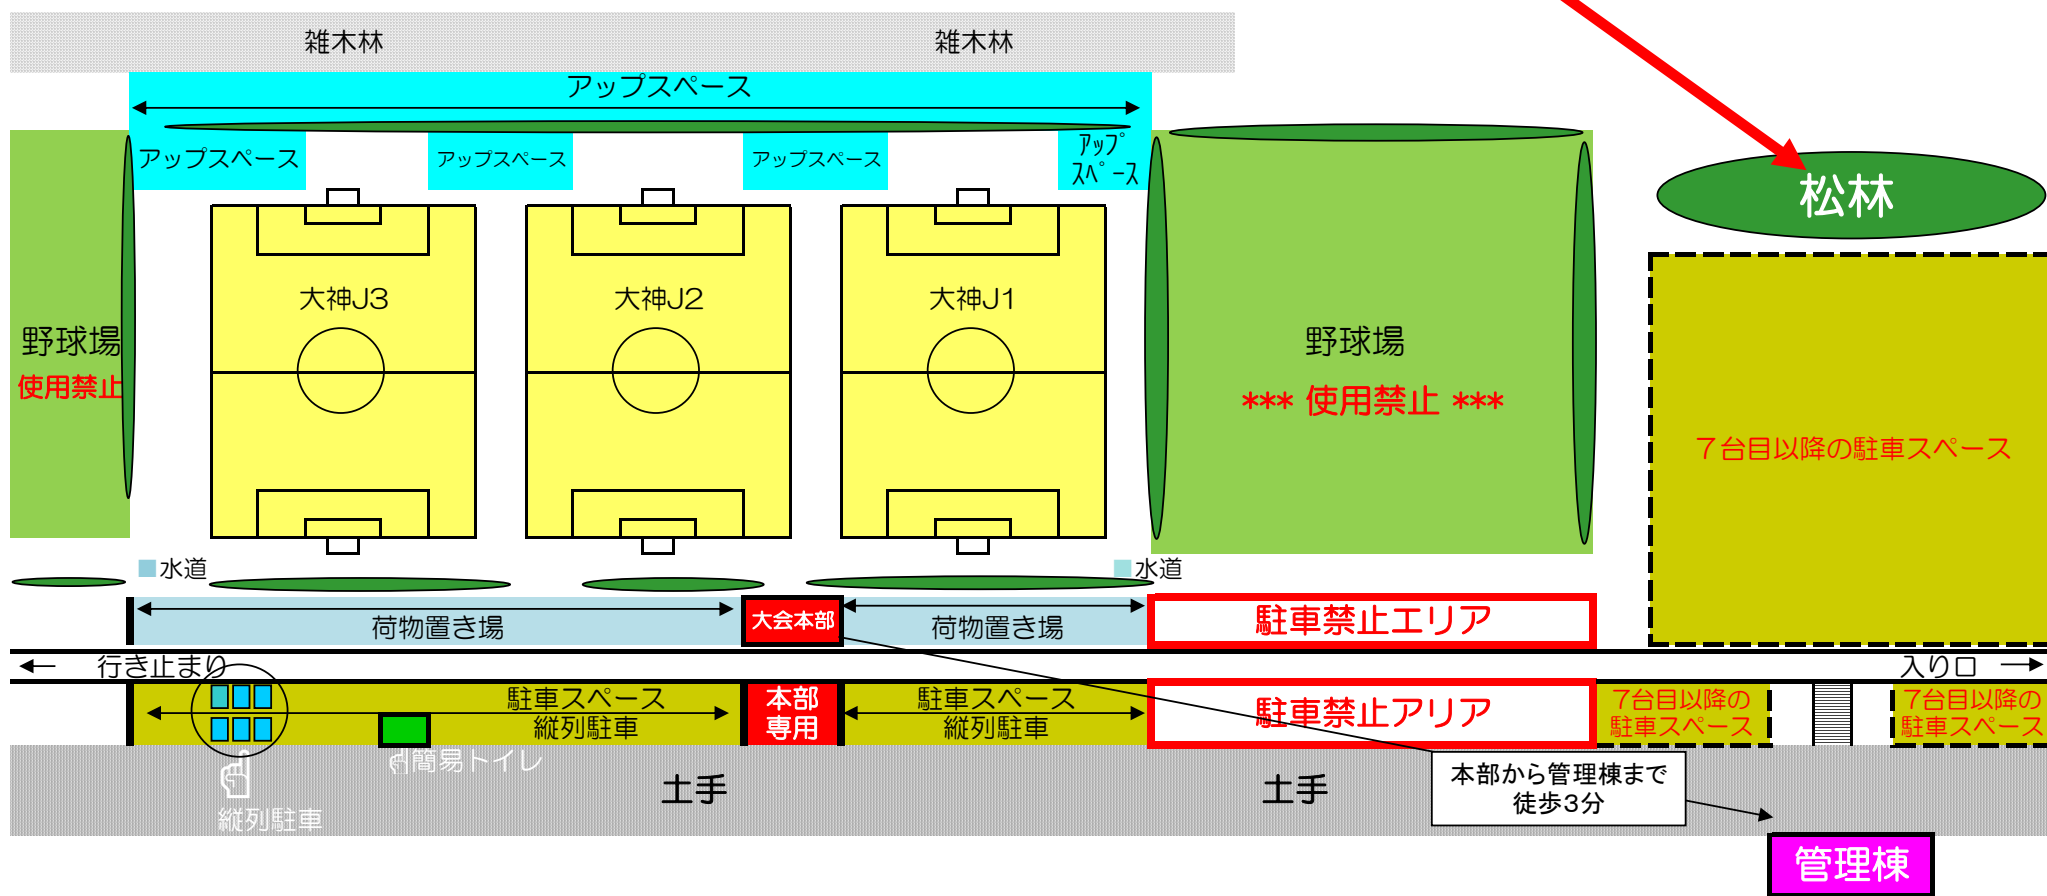 雑木林
雑木林
アップスペース
アップスペース
アップスペース
アップスペース
ｱｯﾌﾟ
ｽﾍﾟｰｽ
松林
大神J3
大神J2
大神J1
野球場
使用禁止
野球場
*** 使用禁止 ***
７台目以降の駐車スペース
水道
水道
荷物置き場
大会本部
荷物置き場
駐車禁止エリア
行き止まり
入り口
駐車スペース
縦列駐車
本部
専用
駐車スペース
縦列駐車
駐車禁止アリア
７台目以降の
駐車スペース
７台目以降の
駐車スペース
簡易トイレ
縦列駐車
土手
土手
本部から管理棟まで
徒歩３分
管理棟